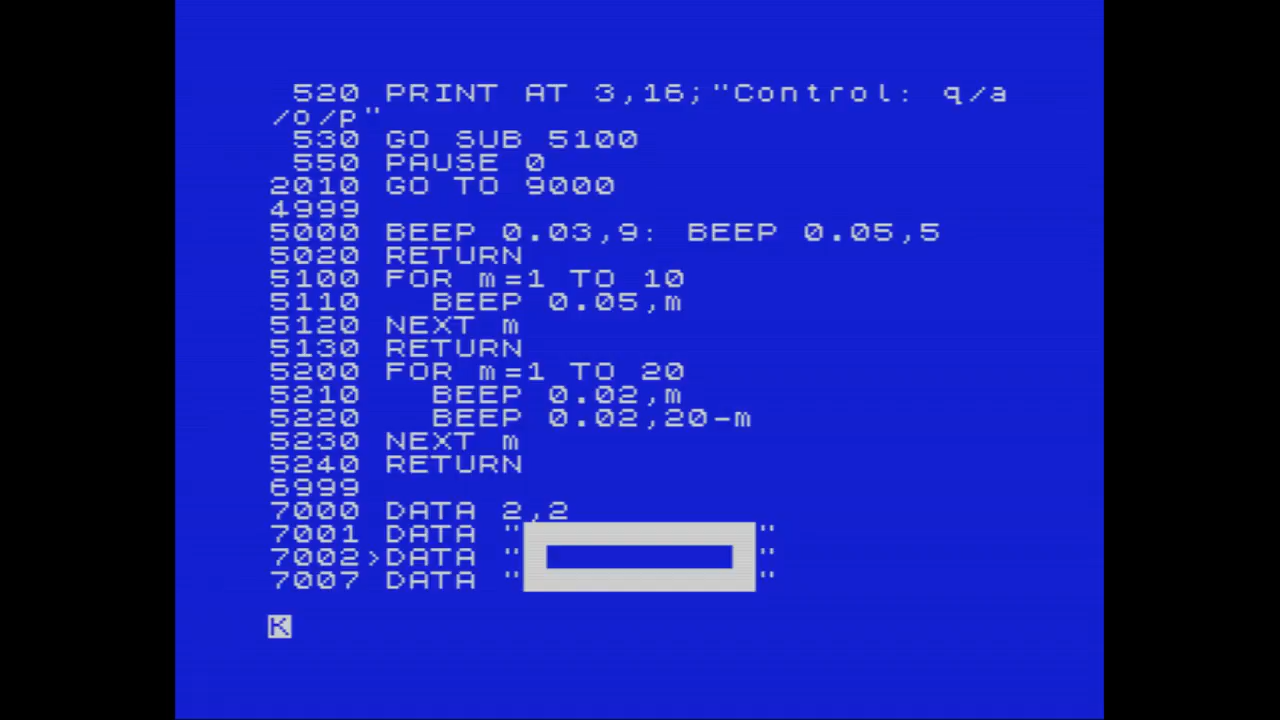 520 PRINT AT 3,16;"Control: q/a
/o/p"
530 GO SUB 5100
550 PAUSE 0
2010 GO TO 9000
4999
5000 BEEP 0.03,9: BEEP 0.05,5
5020 RETURN
5100 FOR m=1 TO 10
5110 BEEP 0.05,m
5120 NEXT m
5130 RETURN
5200 FOR m=1 TO 20
5210 BEEP 0.02,m
5220 BEEP 0.02,20-m
5230 NEXT m
5240 RETURN
6999
7000 DATA 2,2
7001 DATA "██████████"
7002>DATA "█        █"
7007 DATA "██████████"
K